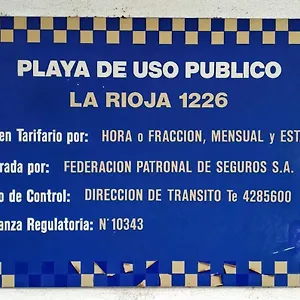 PLAYA DE USO PUBLICO
LA RIOJA 1226
en Tarifario por: HORA o FRACCION, MENSUAL y EST
rada por: FEDERACION PATRONAL DE SEGUROS S.A.
o de Control: DIRECCION DE TRANSITO Te 4285600
anza Regulatoria: N°10343